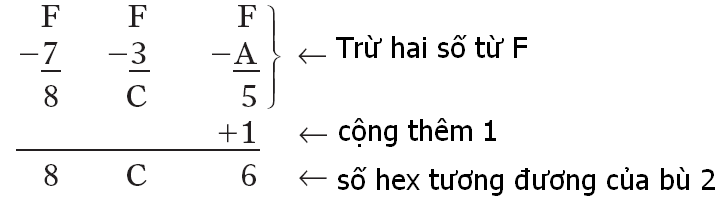 F F F
−7 −3 −A ← Trừ hai số từ F
8 C 5
+1 ← cộng thêm 1
8 C 6 ← số hex tương đương của bù 2